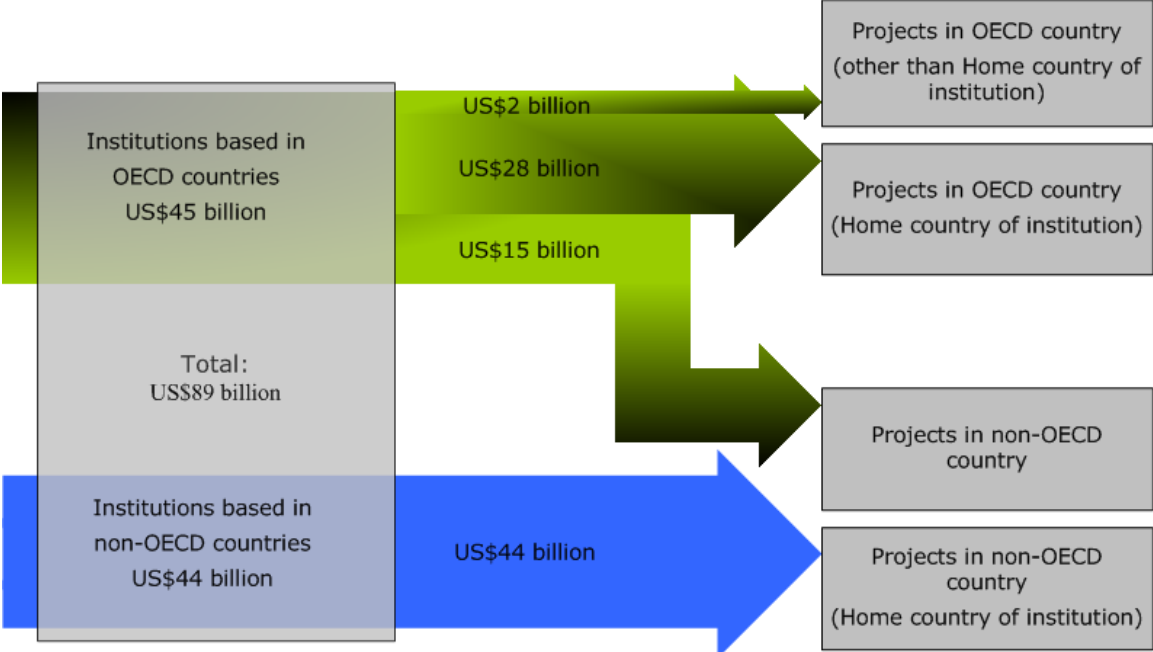 Projects in OECD country
(other than Home country of
institution)
US$2 billion
Institutions based in
OECD countries
US$45 billion
US$28 billion
Projects in OECD country
(Home country of institution)
US$15 billion
Total:
US$89 billion
Projects in non-OECD
country
Institutions based in
non-OECD countries
US$44 billion
US$44 billion
Projects in non-OECD
country
(Home country of institution)